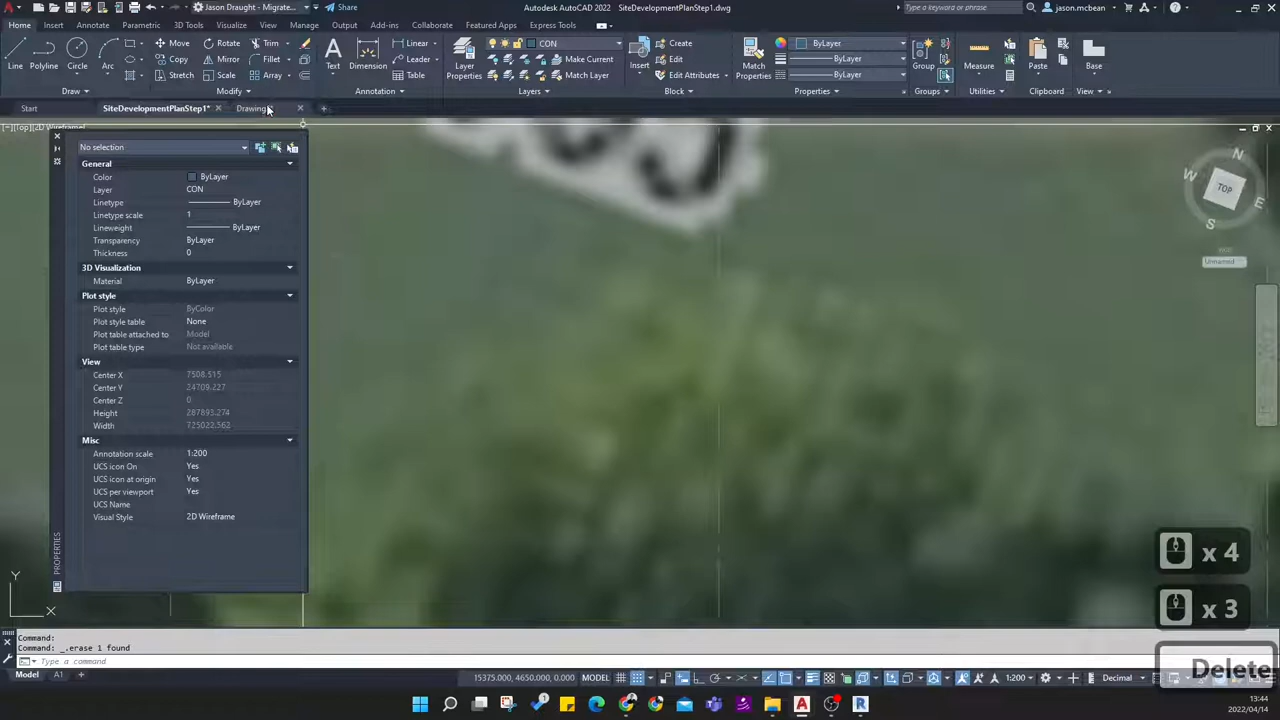 Jason Draught - Migrate... Share Autodesk AutoCAD 2022 SiteDevelopmentPlanStep1.dwg Type a keyword or phrase jason.mcbean
Home Insert Annotate Parametric 3D Tools Visualize View Manage Output Add-ins Collaborate Featured Apps Express Tools
Move Rotate Trim Linear CON Create ByLayer
Copy Mirror Fillet Leader Make Current Edit ByLayer
Stretch Scale Array Table Match Layer Edit Attributes ByLayer
Line Polyline Circle Arc Text Dimension Layer Properties Insert Match Properties Group Measure Paste Base
Draw Modify Annotation Layers Block Properties Groups Utilities Clipboard View
Start SiteDevelopmentPlanStep1* Drawing
[−][Top][2D Wireframe]
No selection
General
Color ByLayer
Layer CON
Linetype ByLayer
Linetype scale 1
Lineweight ByLayer
Transparency ByLayer
Thickness 0
3D Visualization
Material ByLayer
Plot style
Plot style ByColor
Plot style table None
Plot table attached to Model
Plot table type Not available
View
Center X 7508.515
Center Y 24709.227
Center Z 0
Height 287893.274
Width 725022.562
Misc
Annotation scale 1:200
UCS icon On Yes
UCS icon at origin Yes
UCS per viewport Yes
UCS Name
Visual Style 2D Wireframe
PROPERTIES
N
W TOP E
S
Unnamed
x 4
x 3
Delete
Y
X
Command:
Command: _.erase 1 found
Type a command
Model A1 15375.000, 4650.000, 0.000 MODEL 1:200 Decimal
13:44
2022/04/14